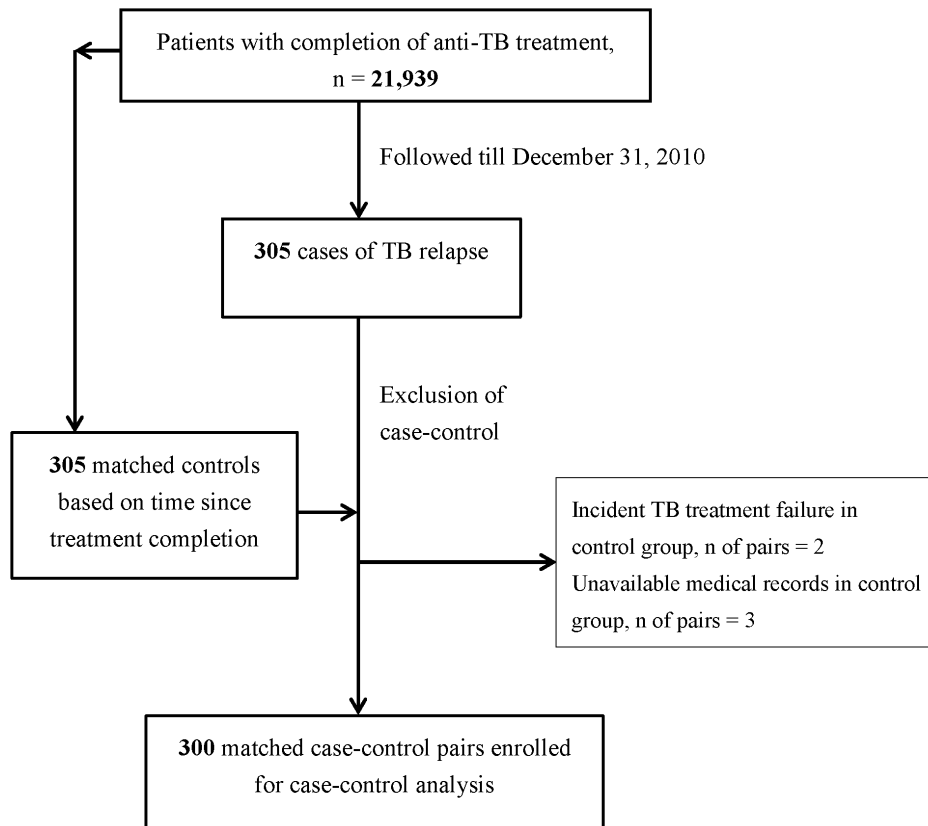 Patients with completion of anti-TB treatment,
n = 21,939
Followed till December 31, 2010
305 cases of TB relapse
Exclusion of
case-control
305 matched controls
based on time since
treatment completion
Incident TB treatment failure in
control group, n of pairs = 2
Unavailable medical records in control
group, n of pairs = 3
300 matched case-control pairs enrolled
for case-control analysis